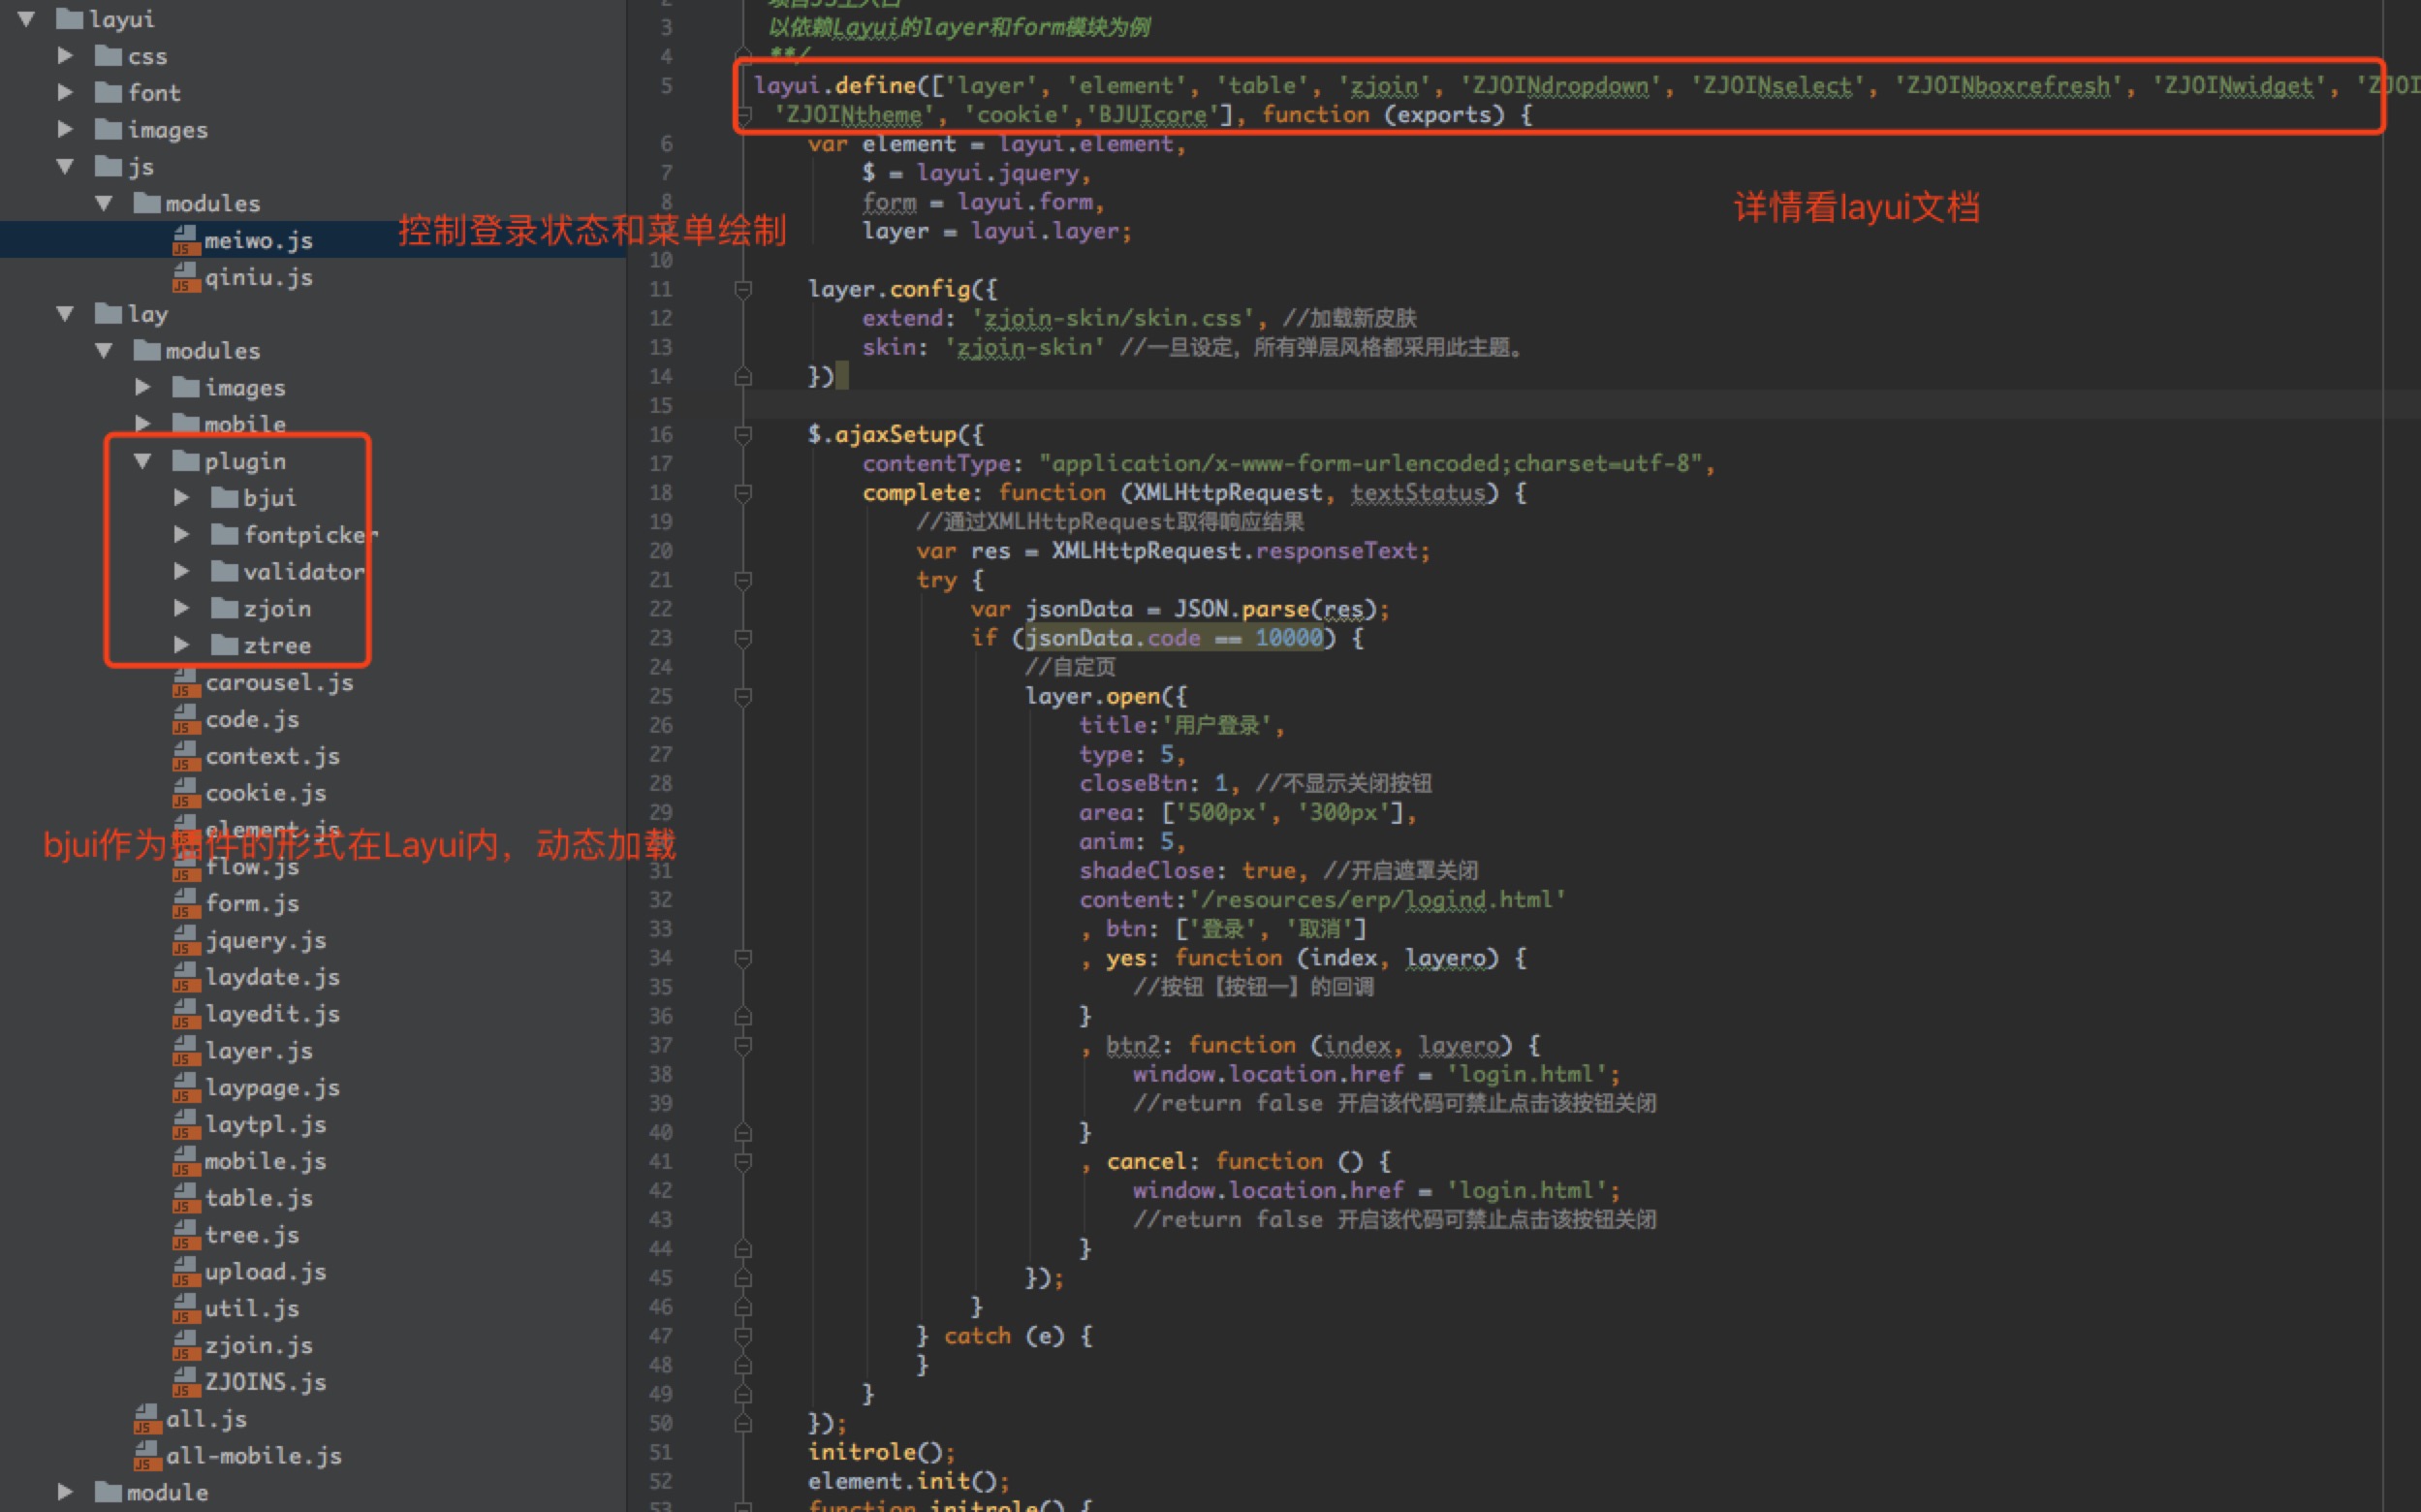 layui
css
font
images
js
modules
meiwo.js
控制登录状态和菜单绘制
qiniu.js
lay
modules
images
mobile
plugin
bjui
fontpicker
validator
zjoin
ztree
carousel.js
code.js
context.js
cookie.js
element.js
bjui作为插件的形式在Layui内，动态加载
flow.js
form.js
jquery.js
laydate.js
layedit.js
layer.js
laypage.js
laytpl.js
mobile.js
table.js
tree.js
upload.js
util.js
zjoin.js
ZJOINS.js
all.js
all-mobile.js
module
2 项目JS主入口
3 以依赖Layui的layer和form模块为例
4 **/
5 layui.define(['layer', 'element', 'table', 'zjoin', 'ZJOINdropdown', 'ZJOINselect', 'ZJOINboxrefresh', 'ZJOINwidget', 'ZJOI
'ZJOINtheme', 'cookie','BJUIcore'], function (exports) {
6 var element = layui.element,
7 $ = layui.jquery,
8 form = layui.form,
详情看layui文档
layer = layui.layer;
10
11 layer.config({
12 extend: 'zjoin-skin/skin.css', //加载新皮肤
13 skin: 'zjoin-skin' //一旦设定，所有弹层风格都采用此主题。
14 })
15
16 $.ajaxSetup({
17 contentType: "application/x-www-form-urlencoded;charset=utf-8",
18 complete: function (XMLHttpRequest, textStatus) {
19 //通过XMLHttpRequest取得响应结果
20 var res = XMLHttpRequest.responseText;
21 try {
22 var jsonData = JSON.parse(res);
23 if (jsonData.code == 10000) {
24 //自定页
25 layer.open({
26 title:'用户登录',
27 type: 5,
28 closeBtn: 1, //不显示关闭按钮
29 area: ['500px', '300px'],
anim: 5,
31 shadeClose: true, //开启遮罩关闭
32 content:'/resources/erp/logind.html'
33 , btn: ['登录', '取消']
34 , yes: function (index, layero) {
35 //按钮【按钮一】的回调
36 }
37 , btn2: function (index, layero) {
38 window.location.href = 'login.html';
39 //return false 开启该代码可禁止点击该按钮关闭
40 }
41 , cancel: function () {
42 window.location.href = 'login.html';
43 //return false 开启该代码可禁止点击该按钮关闭
44 }
45 });
46 }
47 } catch (e) {
48 }
49 }
50 });
51 initrole();
52 element.init();
53 function initrole() {